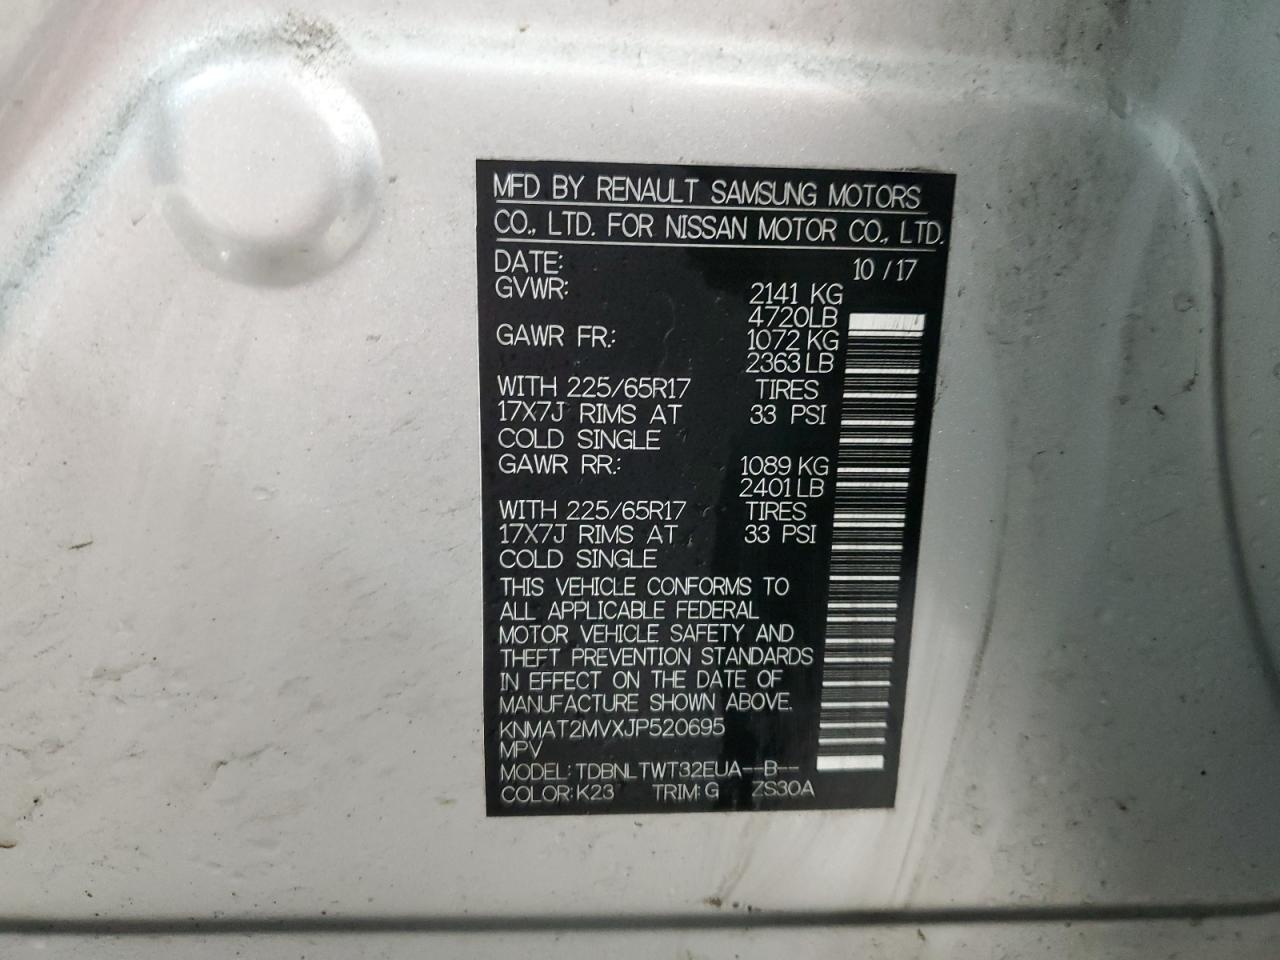 MFD BY RENAULT SAMSUNG MOTORS
CO., LTD. FOR NISSAN MOTOR CO., LTD.
DATE: 10 / 17
GVWR: 2141 KG
4720LB
GAWR FR.: 1072 KG
2363LB
WITH 225/65R17 TIRES
17X7J RIMS AT 33 PSI
COLD SINGLE
GAWR RR.: 1089 KG
2401LB
WITH 225/65R17 TIRES
17X7J RIMS AT 33 PSI
COLD SINGLE
THIS VEHICLE CONFORMS TO
ALL APPLICABLE FEDERAL
MOTOR VEHICLE SAFETY AND
THEFT PREVENTION STANDARDS
IN EFFECT ON THE DATE OF
MANUFACTURE SHOWN ABOVE.
KNMAT2MVXJP520695
MPV
MODEL: TDBNLTWT32EUA--B--
COLOR: K23 TRIM: G ZS30A